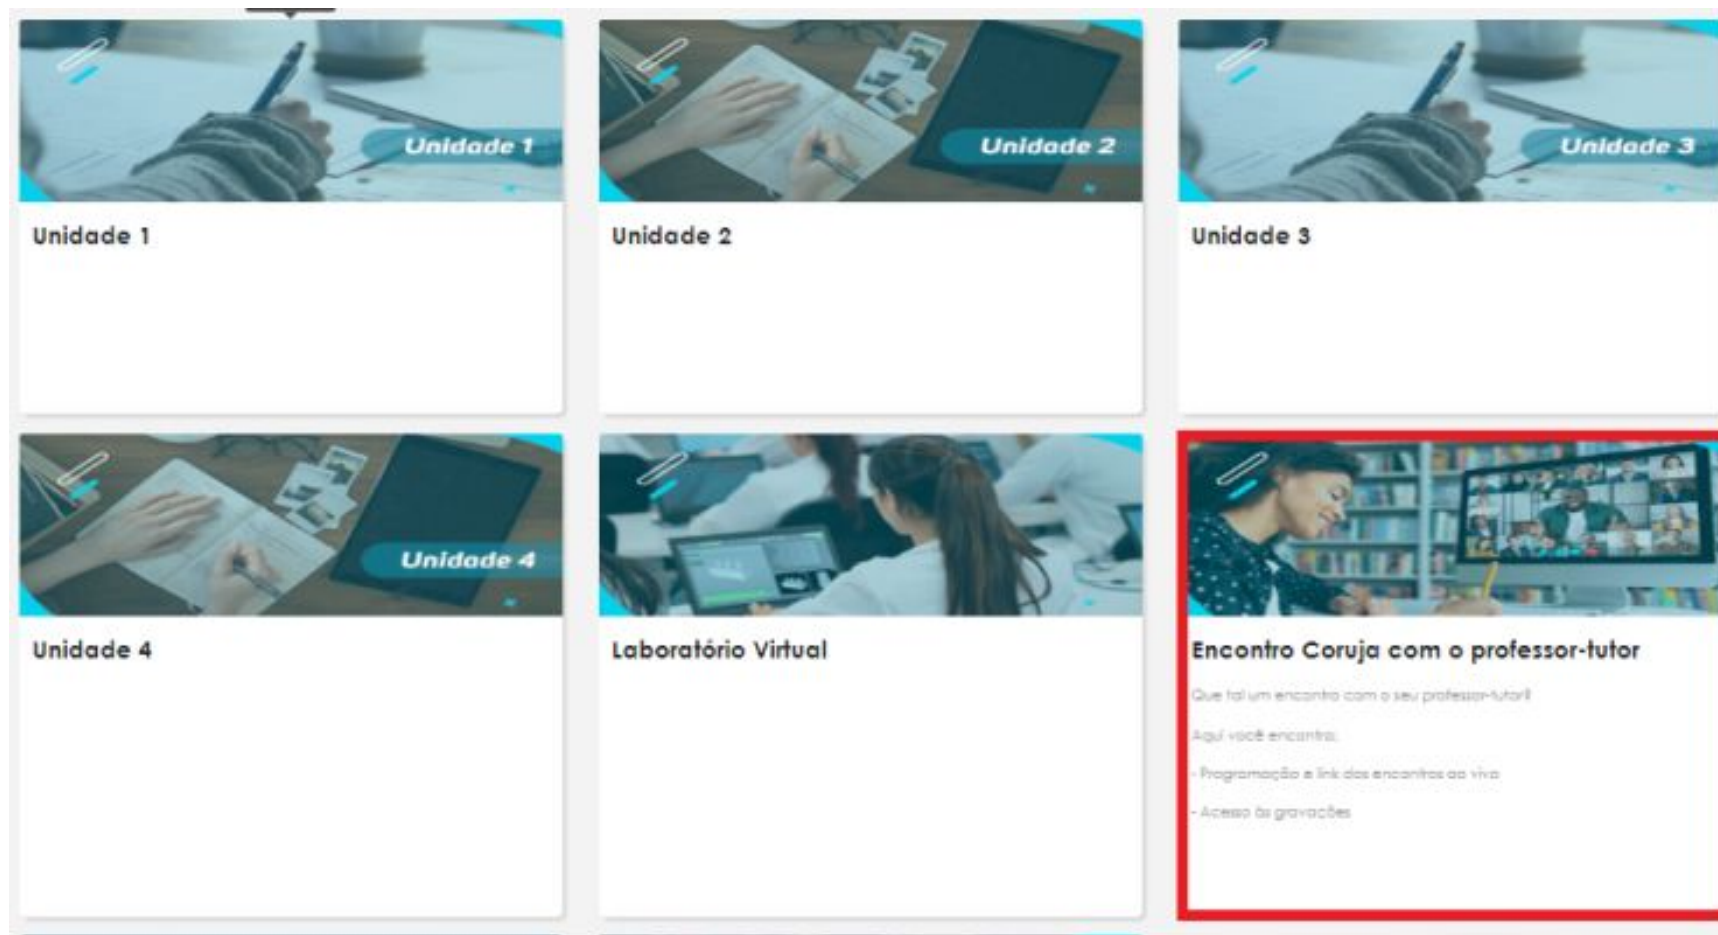 Unidade 1
Unidade 2
Unidade 3
Unidade 1
Unidade 2
Unidade 3
Unidade 4
Unidade 4
Laboratório Virtual
Encontro Coruja com o professor-tutor
Que tal um encontro com o seu professor-tutor?
Aqui você encontra:
- Programação e link dos encontros ao vivo
- Acesso às gravações